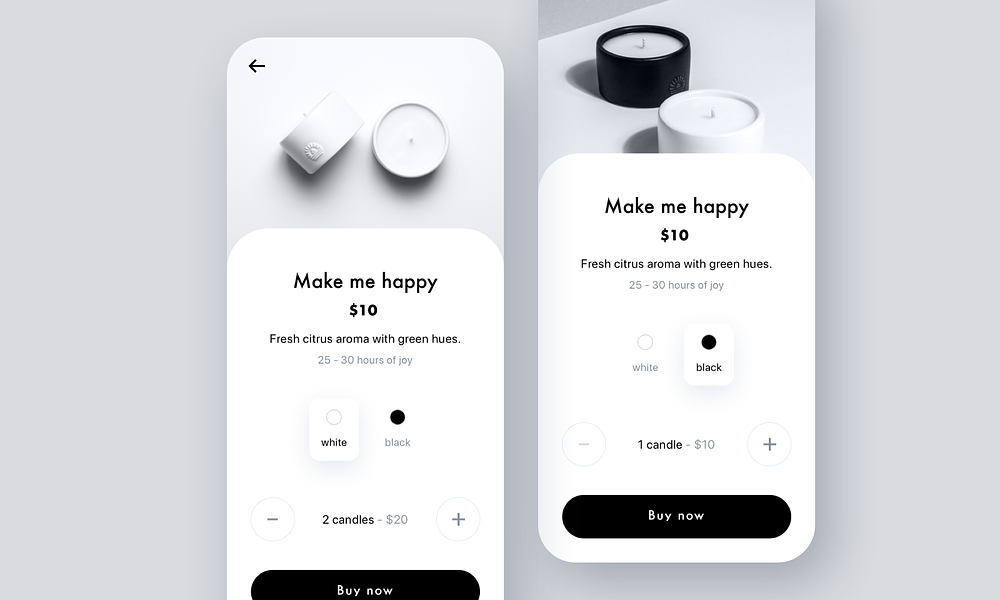 Make me happy
$10
Fresh citrus aroma with green hues.
25 - 30 hours of joy
white
black
2 candles - $20
Buy now
Make me happy
$10
Fresh citrus aroma with green hues.
25 - 30 hours of joy
white
black
1 candle - $10
Buy now